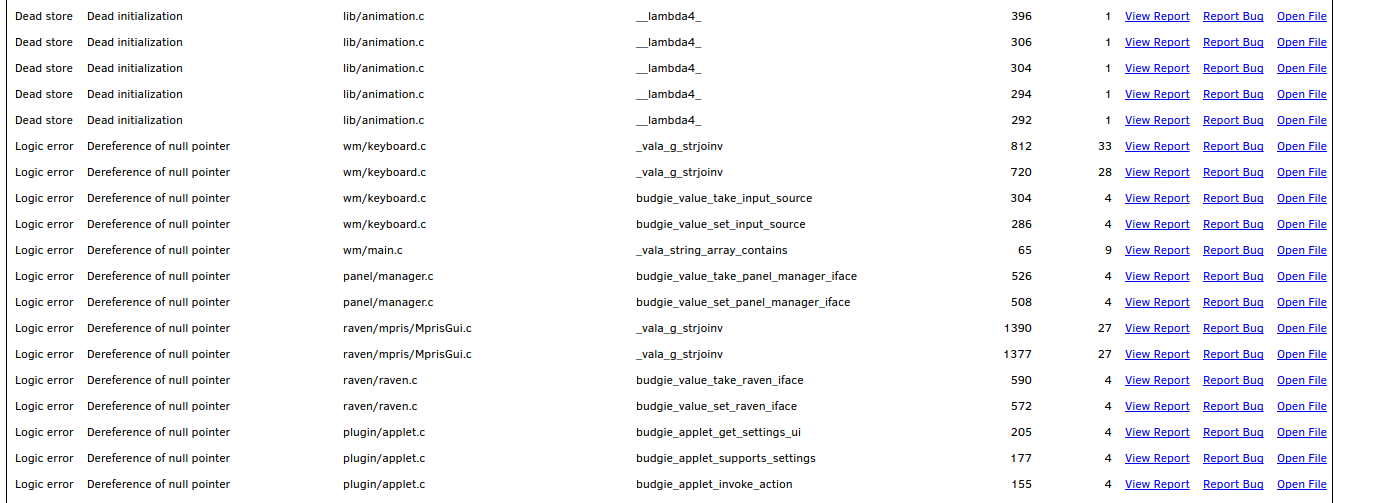 Dead store Dead initialization lib/animation.c __lambda4_ 396 1 View Report Report Bug Open File
Dead store Dead initialization lib/animation.c __lambda4_ 306 1 View Report Report Bug Open File
Dead store Dead initialization lib/animation.c __lambda4_ 304 1 View Report Report Bug Open File
Dead store Dead initialization lib/animation.c __lambda4_ 294 1 View Report Report Bug Open File
Dead store Dead initialization lib/animation.c __lambda4_ 292 1 View Report Report Bug Open File
Logic error Dereference of null pointer wm/keyboard.c _vala_g_strjoinv 812 33 View Report Report Bug Open File
Logic error Dereference of null pointer wm/keyboard.c _vala_g_strjoinv 720 28 View Report Report Bug Open File
Logic error Dereference of null pointer wm/keyboard.c budgie_value_take_input_source 304 4 View Report Report Bug Open File
Logic error Dereference of null pointer wm/keyboard.c budgie_value_set_input_source 286 4 View Report Report Bug Open File
Logic error Dereference of null pointer wm/main.c _vala_string_array_contains 65 9 View Report Report Bug Open File
Logic error Dereference of null pointer panel/manager.c budgie_value_take_panel_manager_iface 526 4 View Report Report Bug Open File
Logic error Dereference of null pointer panel/manager.c budgie_value_set_panel_manager_iface 508 4 View Report Report Bug Open File
Logic error Dereference of null pointer raven/mpris/MprisGui.c _vala_g_strjoinv 1390 27 View Report Report Bug Open File
Logic error Dereference of null pointer raven/mpris/MprisGui.c _vala_g_strjoinv 1377 27 View Report Report Bug Open File
Logic error Dereference of null pointer raven/raven.c budgie_value_take_raven_iface 590 4 View Report Report Bug Open File
Logic error Dereference of null pointer raven/raven.c budgie_value_set_raven_iface 572 4 View Report Report Bug Open File
Logic error Dereference of null pointer plugin/applet.c budgie_applet_get_settings_ui 205 4 View Report Report Bug Open File
Logic error Dereference of null pointer plugin/applet.c budgie_applet_supports_settings 177 4 View Report Report Bug Open File
Logic error Dereference of null pointer plugin/applet.c budgie_applet_invoke_action 155 4 View Report Report Bug Open File